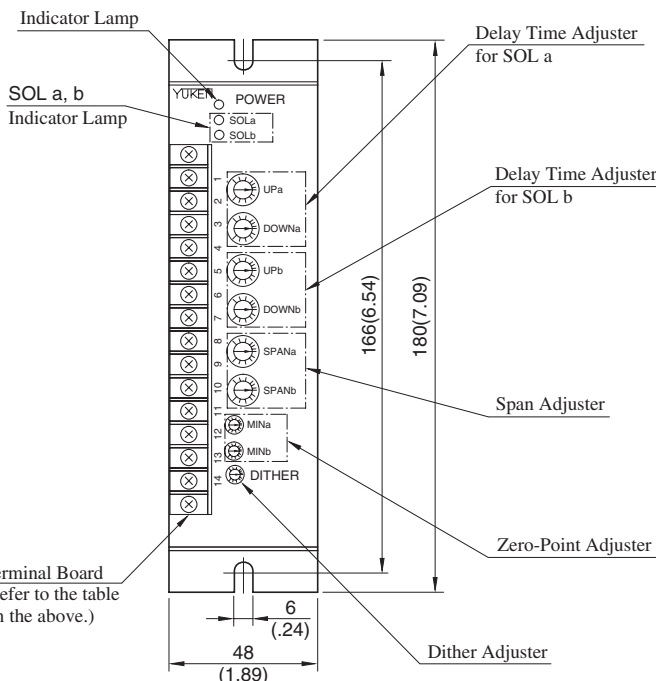 Indicator Lamp
SOL a, b
Indicator Lamp
Delay Time Adjuster
for SOL a
YUKEN
POWER
SOLa
SOLb
Delay Time Adjuster
for SOL b
1
2
3
4
5
6
7
8
9
10
11
12
13
14
UPa
DOWNa
UPb
DOWNb
SPANa
SPANb
MINa
MINb
DITHER
166(6.54)
180(7.09)
Span Adjuster
Zero-Point Adjuster
Dither Adjuster
erminal Board
efer to the table
n the above.)
6
(.24)
48
(1.89)